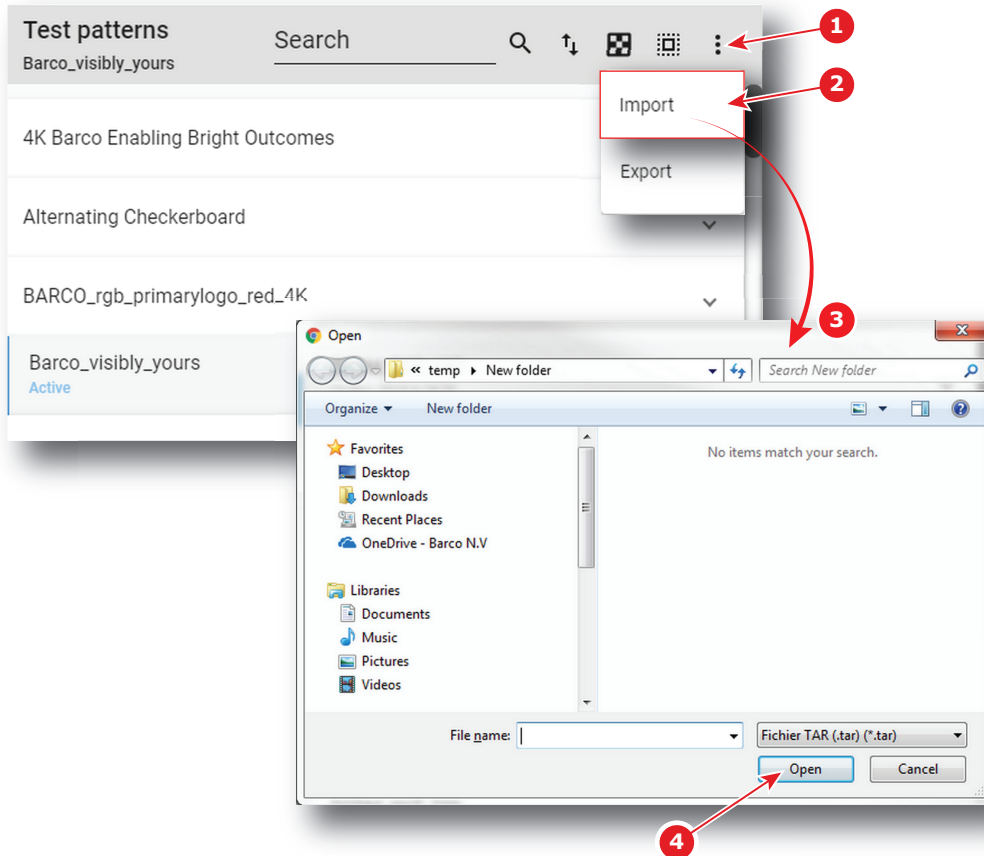 Test patterns
Barco_visibly_yours
Search
1
2
Import
Export
4K Barco Enabling Bright Outcomes
Alternating Checkerboard
BARCO_rgb_primarylogo_red_4K
Barco_visibly_yours
Active
3
Open
« temp ▸ New folder
Search New folder
Organize
New folder
Favorites
Desktop
Downloads
Recent Places
OneDrive - Barco N.V
Libraries
Documents
Music
Pictures
Videos
No items match your search.
File name:
Fichier TAR (.tar) (*.tar)
Open
Cancel
4